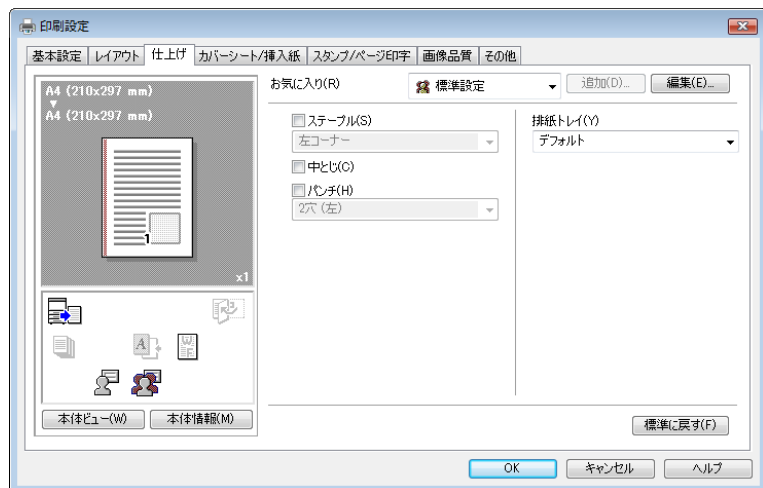 印刷設定
基本設定 レイアウト 仕上げ カバーシート/挿入紙 スタンプ/ページ印字 画像品質 その他
A4 (210x297 mm)
A4 (210x297 mm)
1
x1
本体ビュー(W) 本体情報(M)
お気に入り(R) 標準設定 追加(D)... 編集(E)...
ステープル(S)
左コーナー
中とじ(C)
パンチ(H)
2穴 (左)
排紙トレイ(Y)
デフォルト
標準に戻す(F)
OK キャンセル ヘルプ